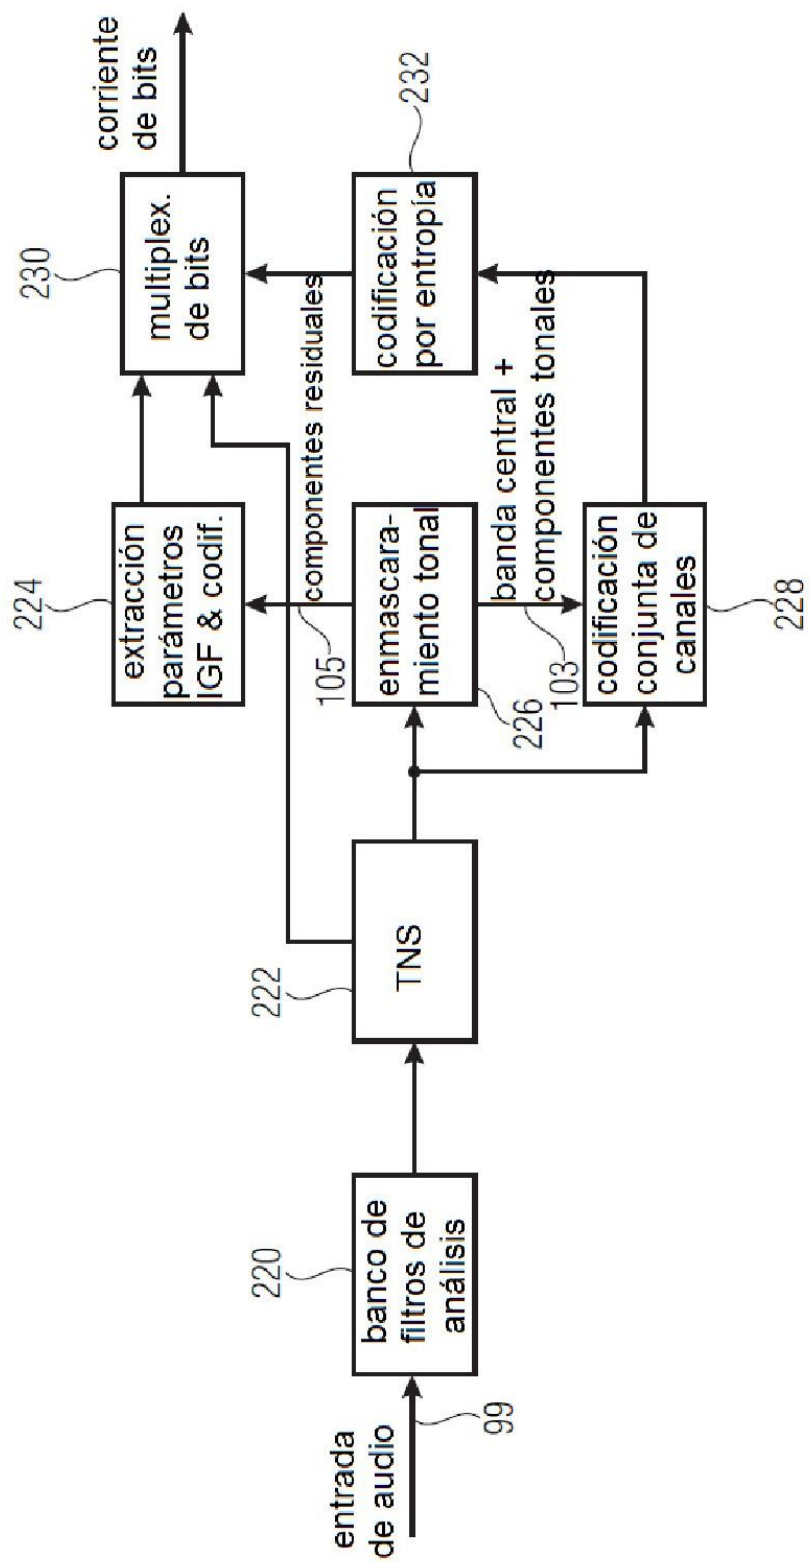 entrada
de audio
99
220
banco de
filtros de
análisis
222
TNS
224
extracción
parámetros
IGF & codif.
105
componentes residuales
enmascara-
miento tonal
226
103
banda central +
componentes tonales
codificación
conjunta de
canales
228
230
multiplex.
de bits
codificación
por entropía
232
corriente
de bits